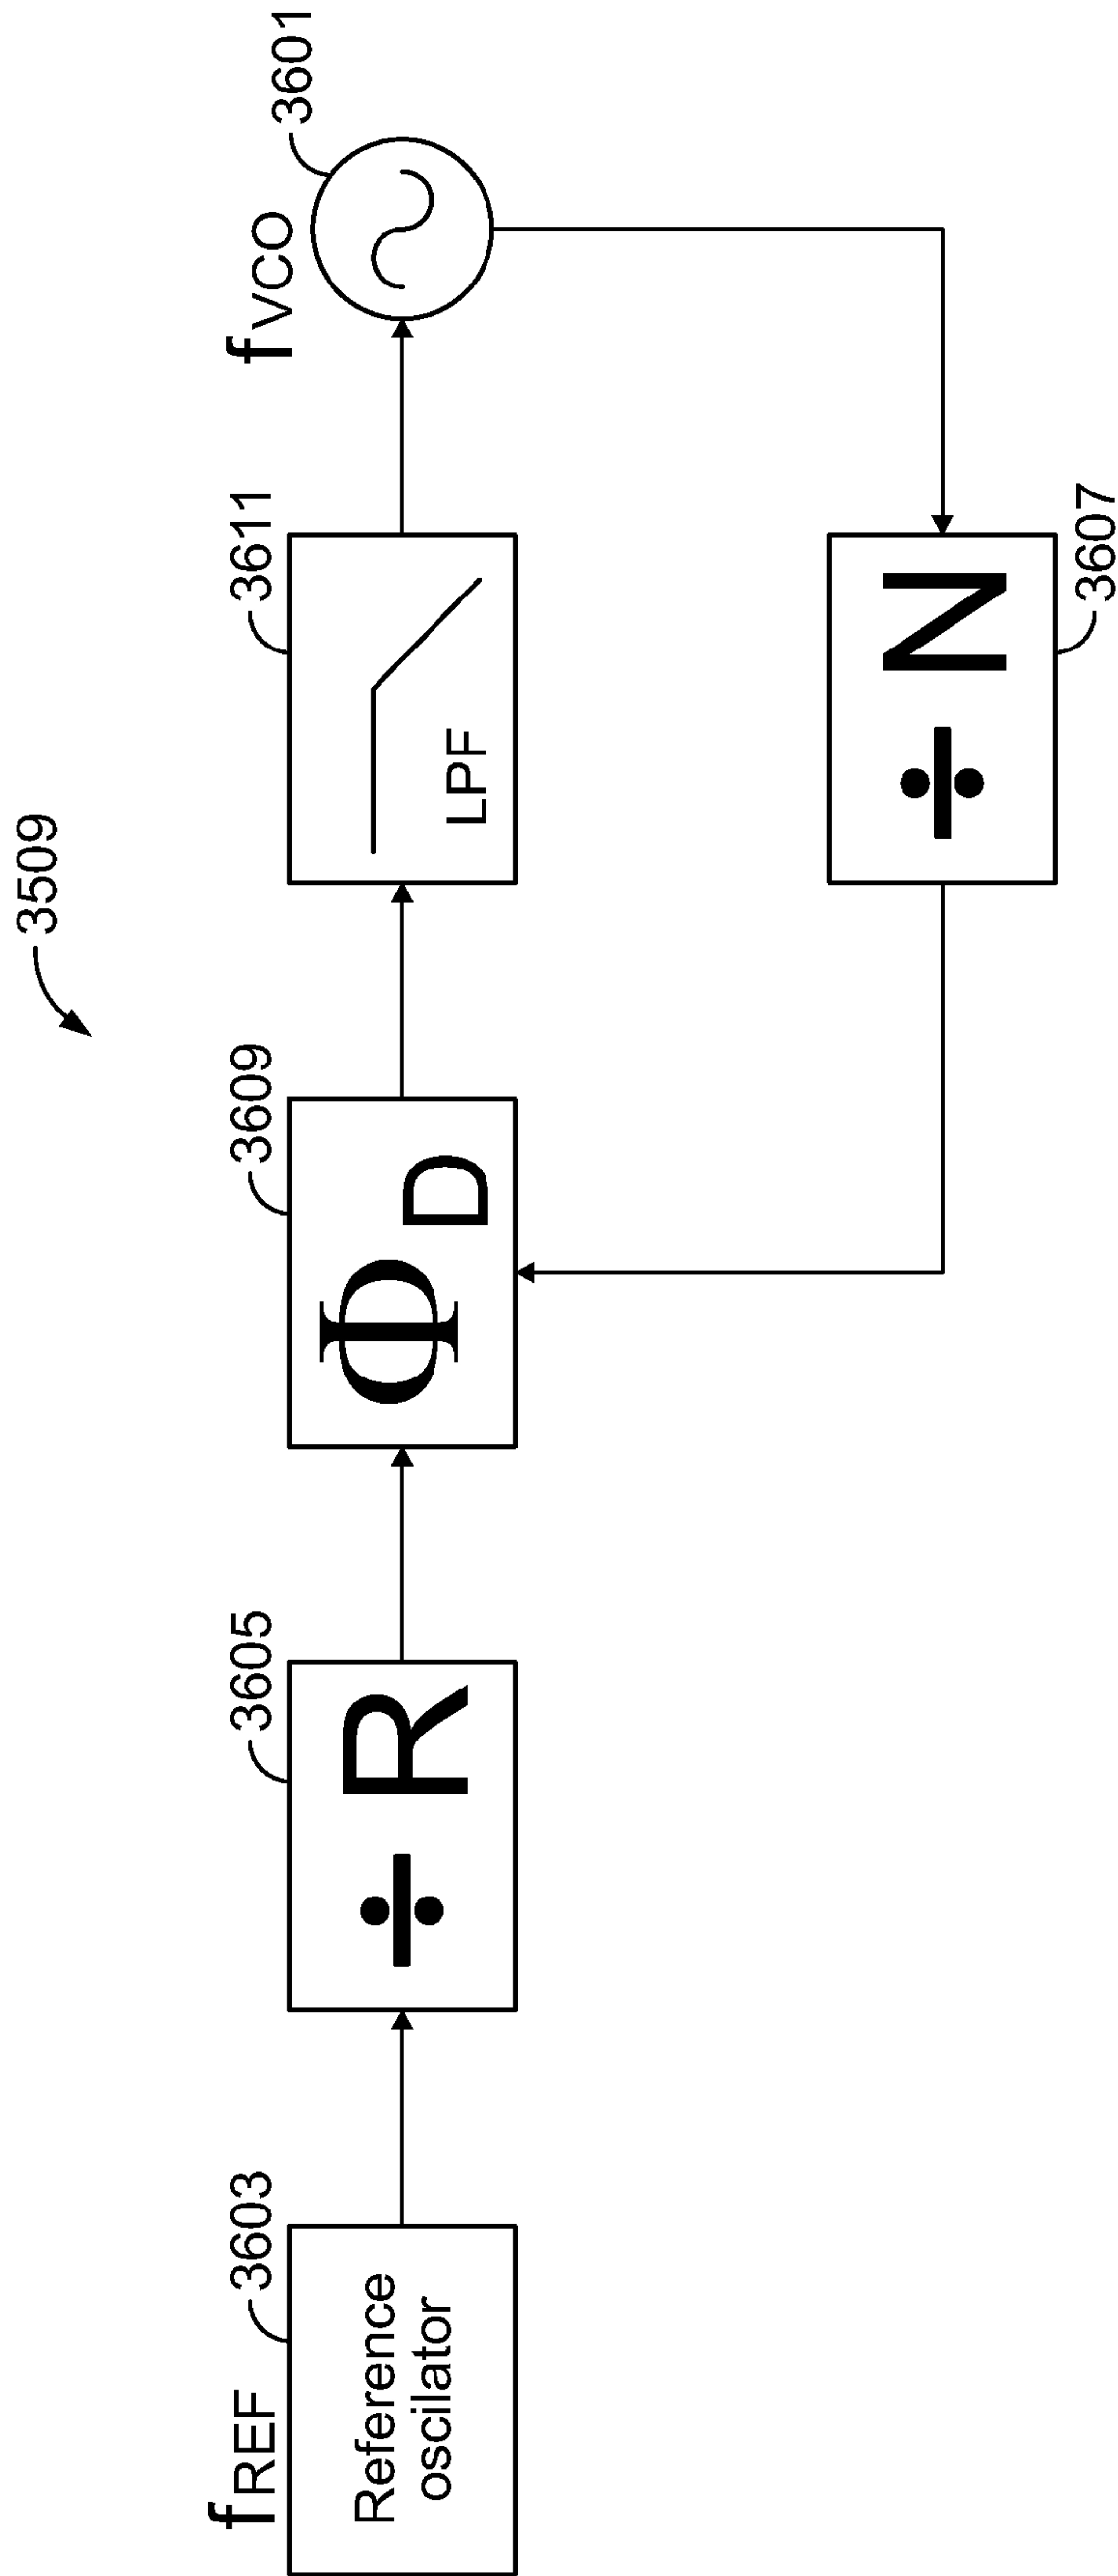 3509
fREF
3603
3605
3609
3611
fVCO
3601
Reference
oscilator
÷ R
ΦD
LPF
÷ N
3607